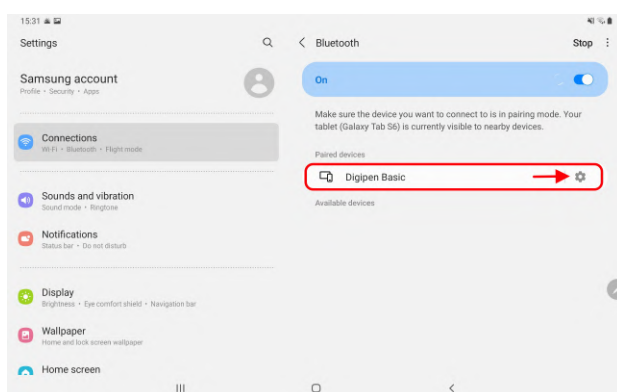 15:31
Settings
Samsung account
Profile • Security • Apps
Connections
Wi-Fi • Bluetooth • Flight mode
Sounds and vibration
Sound mode • Ringtone
Notifications
Status bar • Do not disturb
Display
Brightness • Eye comfort shield • Navigation bar
Wallpaper
Home and lock screen wallpaper
Home screen
Bluetooth
Stop
On
Make sure the device you want to connect to is in pairing mode. Your
tablet (Galaxy Tab S6) is currently visible to nearby devices.
Paired devices
Digipen Basic
Available devices